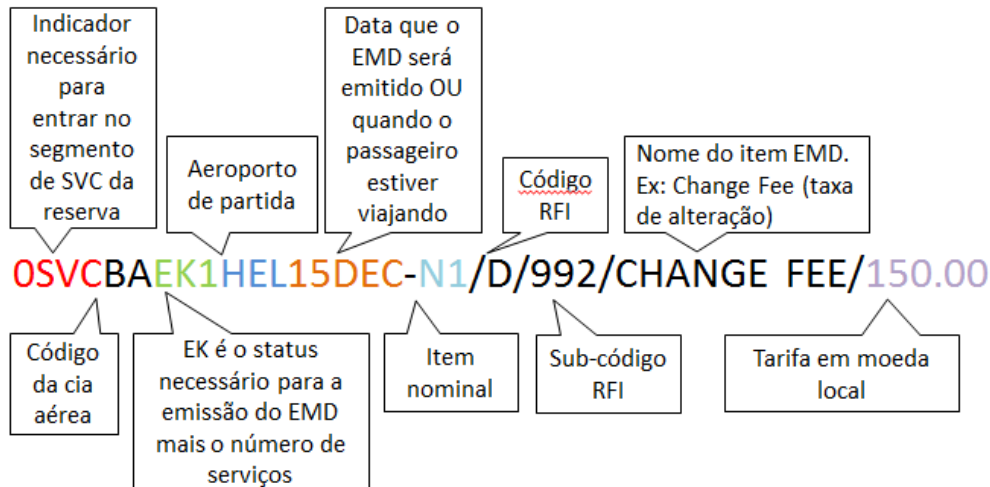 Indicador
necessário
para
entrar no
segmento
de SVC da
reserva
Aeroporto
de partida
Data que o
EMD será
emitido OU
quando o
passageiro
estiver
viajando
Código
RFI
Nome do item EMD.
Ex: Change Fee (taxa
de alteração)
0SVCBAEK1HEL15DEC-N1/D/992/CHANGE FEE/150.00
Código
da cia
aérea
EK é o status
necessário para a
emissão do EMD
mais o número de
serviços
Item
nominal
Sub-código
RFI
Tarifa em moeda
local